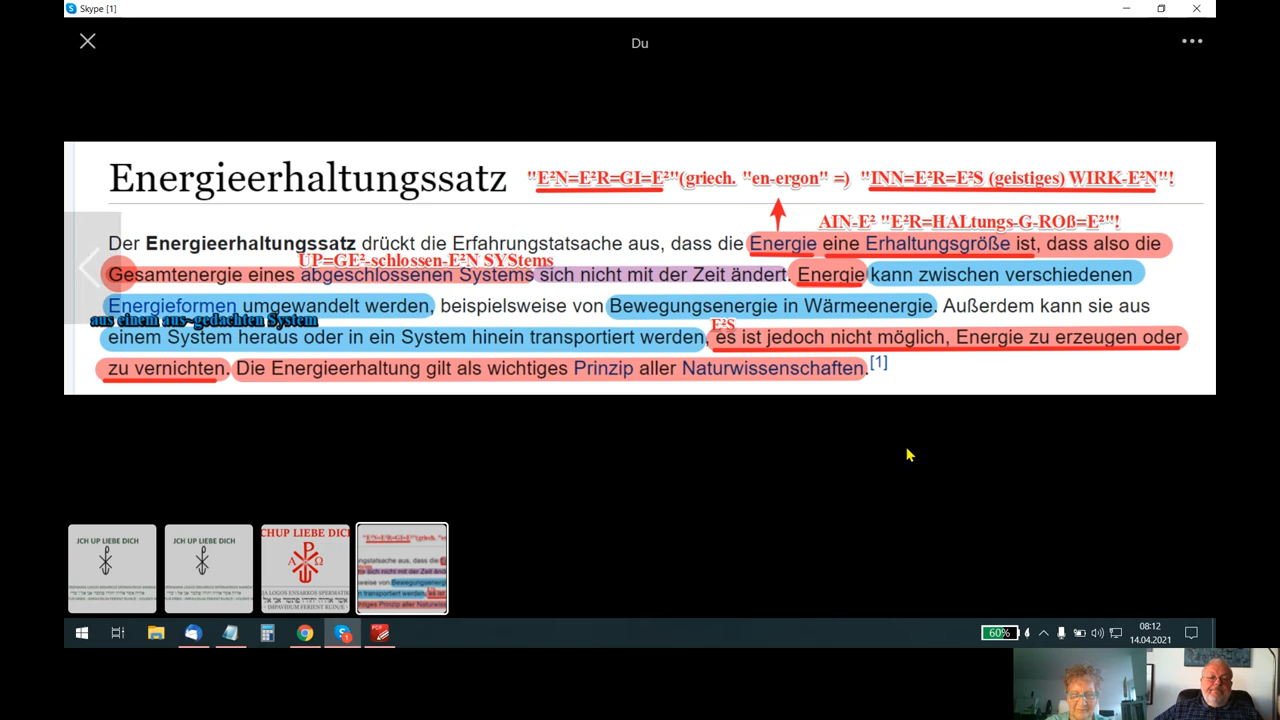 Skype [1]
Du
Energieerhaltungssatz "E²N=E²R=GI=E²"(griech. "en-ergon" =) "INN=E²R=E²S (geistiges) WIRK-E²N"!
AIN-E² "E²R=HALtungs-G-ROß=E²"!
Der Energieerhaltungssatz drückt die Erfahrungstatsache aus, dass die Energie eine Erhaltungsgröße ist, dass also die
UP=GE²-schlossen-E²N SYStems
Gesamtenergie eines abgeschlossenen Systems sich nicht mit der Zeit ändert. Energie kann zwischen verschiedenen
Energieformen umgewandelt werden, beispielsweise von Bewegungsenergie in Wärmeenergie. Außerdem kann sie aus
aus einem aus~gedachten System
E²S
einem System heraus oder in ein System hinein transportiert werden, es ist jedoch nicht möglich, Energie zu erzeugen oder
zu vernichten. Die Energieerhaltung gilt als wichtiges Prinzip aller Naturwissenschaften.[1]
JCH UP LIEBE DICH
JCH UP LIEBE DICH
CHUP LIEBE DICH
Α Ω
60%
08:12
14.04.2021